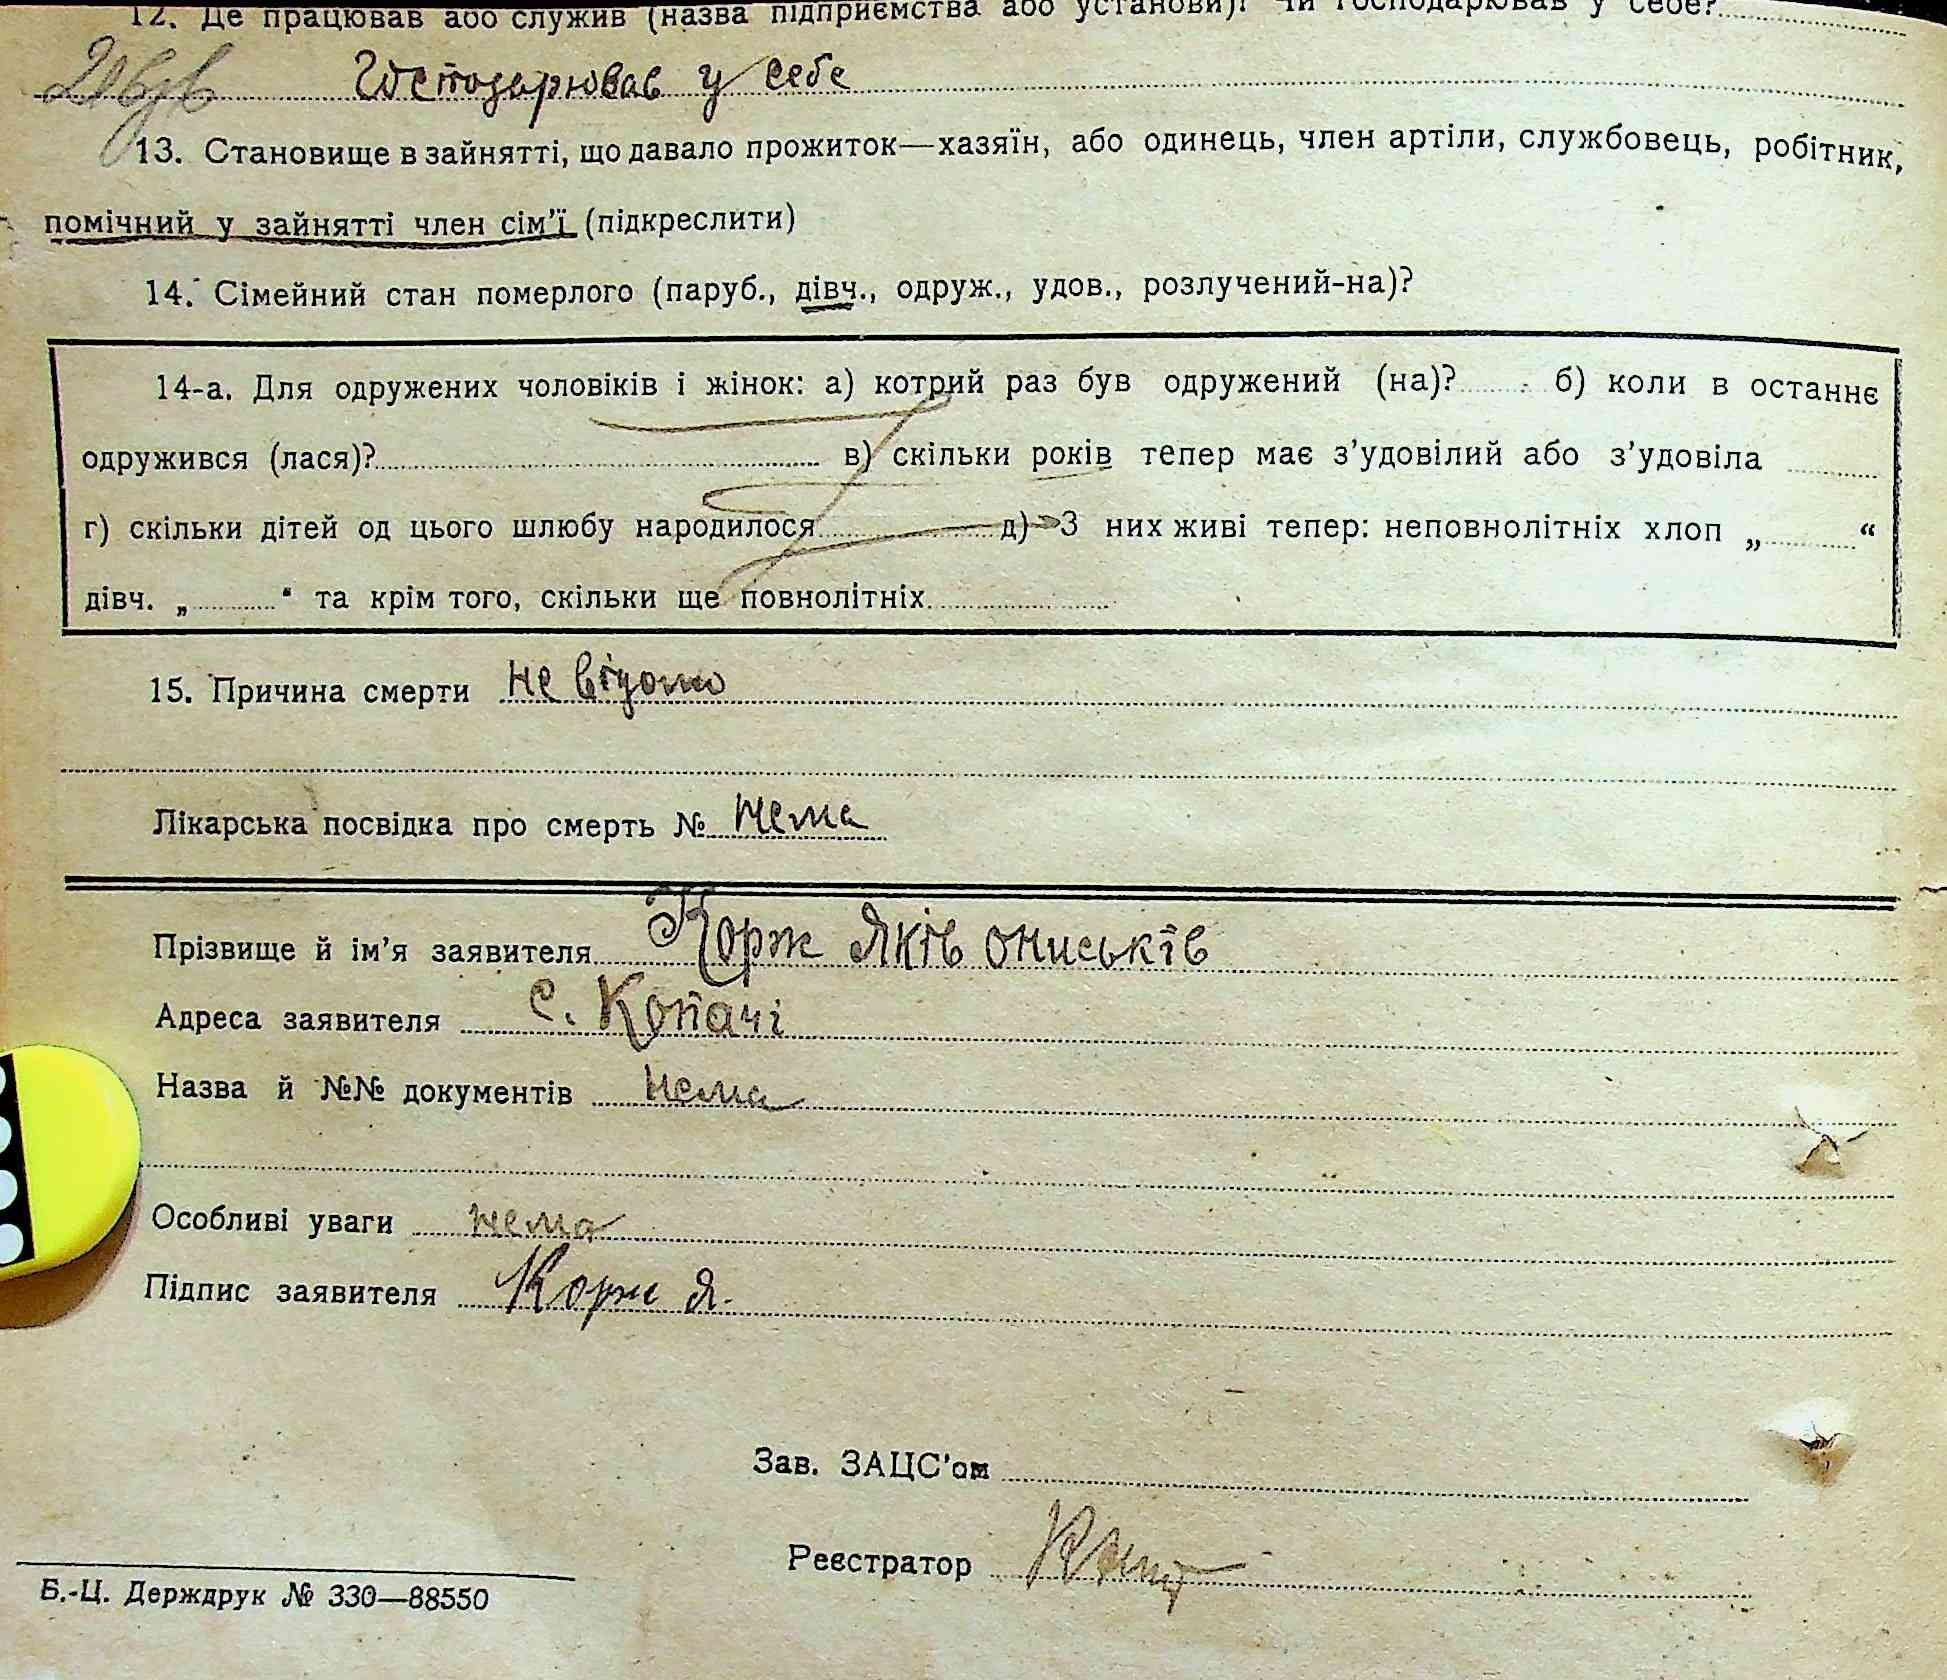 12. Де працював або служив (назва підприємства або установи)? Чи господарював у себе?
Господарював у себе
13. Становище в зайнятті, що давало прожиток—хазяїн, або одинець, член артіли, службовець, робітник,
помічний у зайнятті член сім'ї (підкреслити)
14. Сімейний стан померлого (паруб., дівч., одруж., удов., розлучений-на)?
14-а. Для одружених чоловіків і жінок: а) котрий раз був одружений (на)? б) коли в останнє
одружився (лася)? в) скільки років тепер має з'удовілий або з'удовіла
г) скільки дітей од цього шлюбу народилося д) З них живі тепер: неповнолітніх хлоп „ “
дівч. „ “ та крім того, скільки ще повнолітніх
15. Причина смерти не відомо
Лікарська посвідка про смерть № нема
Прізвище й ім'я заявителя Корж Яків ониськів
Адреса заявителя с. Копачі
Назва й №№ документів нема
Особливі уваги нема
Підпис заявителя Корж Я.
Зав. ЗАЦС'ом
Реєстратор
Б.-Ц. Держдрук № 330—88550